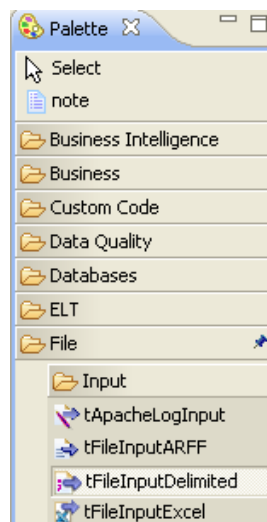 Palette
Select
note
Business Intelligence
Business
Custom Code
Data Quality
Databases
ELT
File
Input
tApacheLogInput
tFileInputARFF
tFileInputDelimited
tFileInputExcel